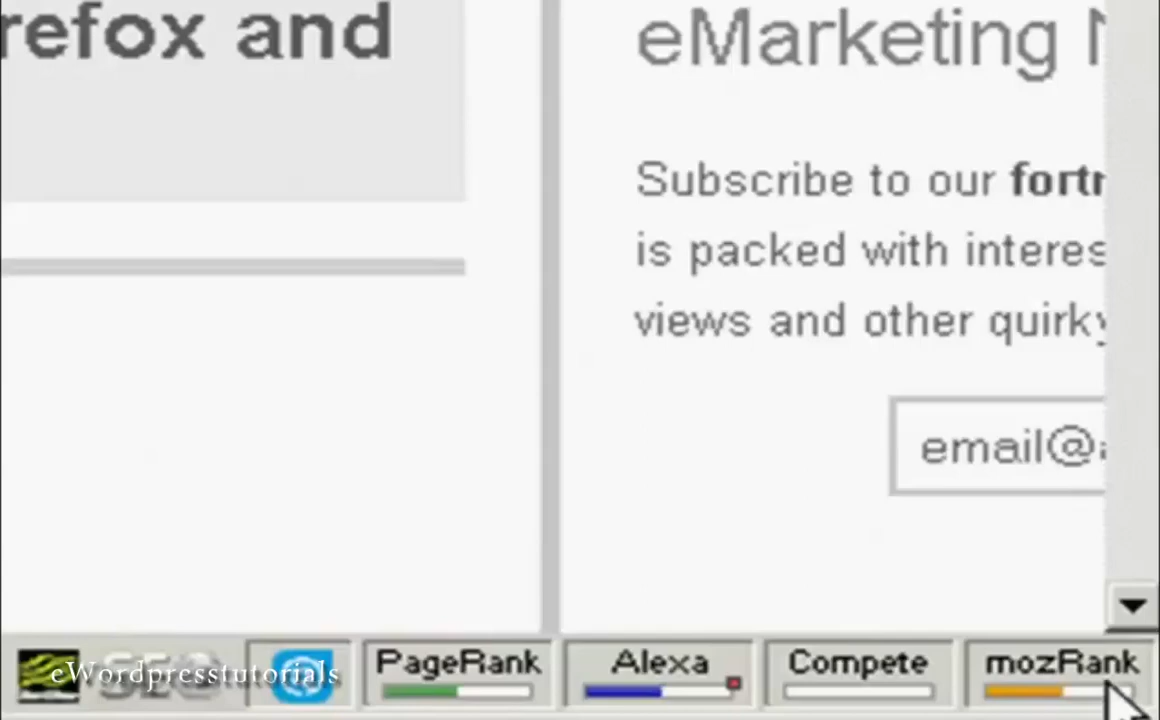 refox and
eMarketing
Subscribe to our fortn
is packed with interes
views and other quirky
email@
eWordpresstutorials
PageRank
Alexa
Compete
mozRank